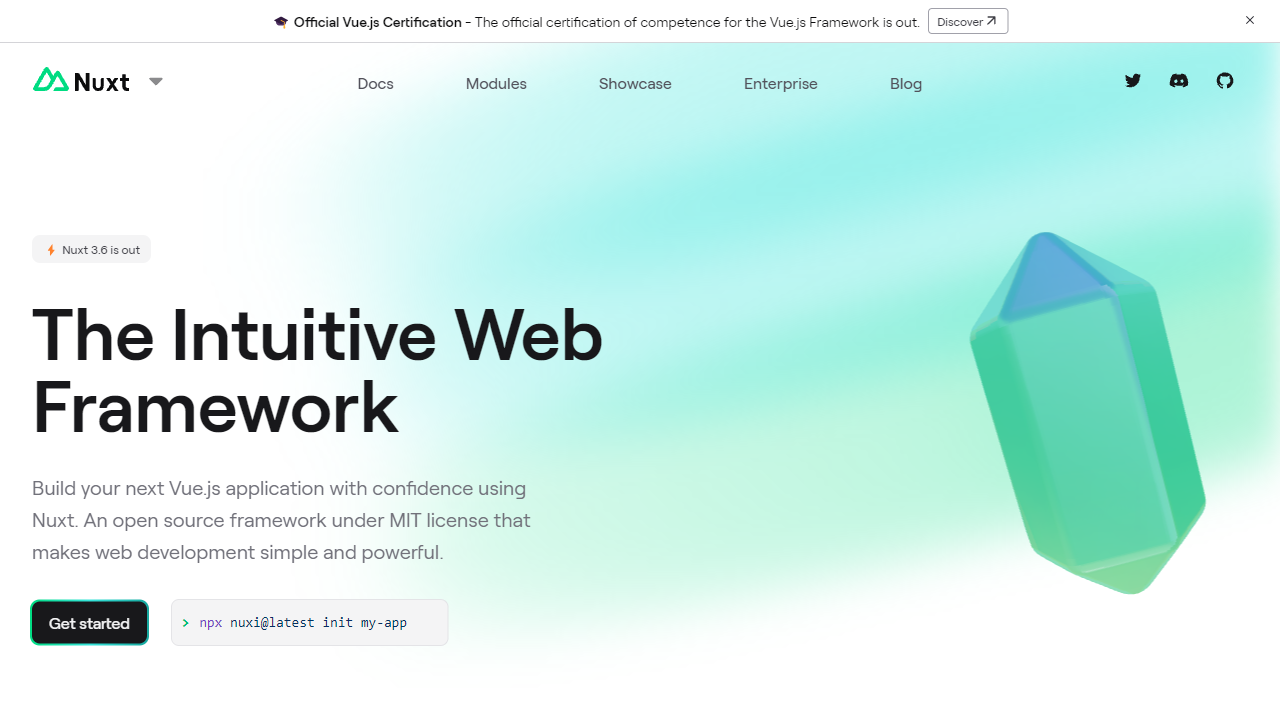 Official Vue.js Certification - The official certification of competence for the Vue.js Framework is out. Discover
Nuxt Docs Modules Showcase Enterprise Blog
Nuxt 3.6 is out
The Intuitive Web
Framework
Build your next Vue.js application with confidence using
Nuxt. An open source framework under MIT license that
makes web development simple and powerful.
Get started > npx nuxi@latest init my-app